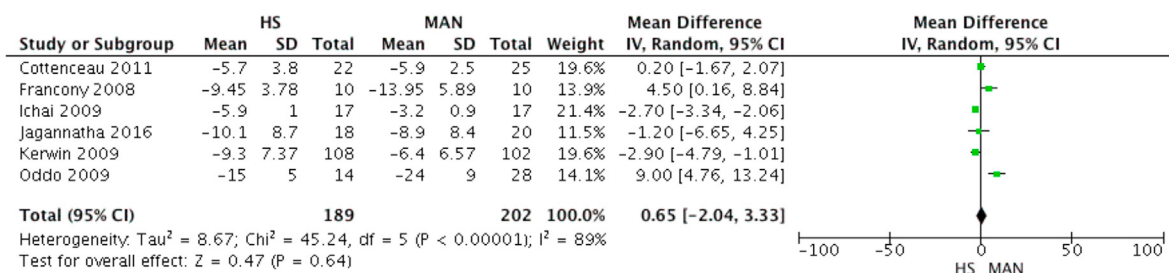 HS MAN Mean Difference Mean Difference
Study or Subgroup Mean SD Total Mean SD Total Weight IV, Random, 95% CI IV, Random, 95% CI
Cottenceau 2011 −5.7 3.8 22 −5.9 2.5 25 19.6% 0.20 [−1.67, 2.07]
Francony 2008 −9.45 3.78 10 −13.95 5.89 10 13.9% 4.50 [0.16, 8.84]
Ichai 2009 −5.9 1 17 −3.2 0.9 17 21.4% −2.70 [−3.34, −2.06]
Jagannatha 2016 −10.1 8.7 18 −8.9 8.4 20 11.5% −1.20 [−6.65, 4.25]
Kerwin 2009 −9.3 7.37 108 −6.4 6.57 102 19.6% −2.90 [−4.79, −1.01]
Oddo 2009 −15 5 14 −24 9 28 14.1% 9.00 [4.76, 13.24]
Total (95% CI) 189 202 100.0% 0.65 [−2.04, 3.33]
Heterogeneity: Tau² = 8.67; Chi² = 45.24, df = 5 (P < 0.00001); I² = 89%
Test for overall effect: Z = 0.47 (P = 0.64)
−100 −50 0 50 100
HS MAN